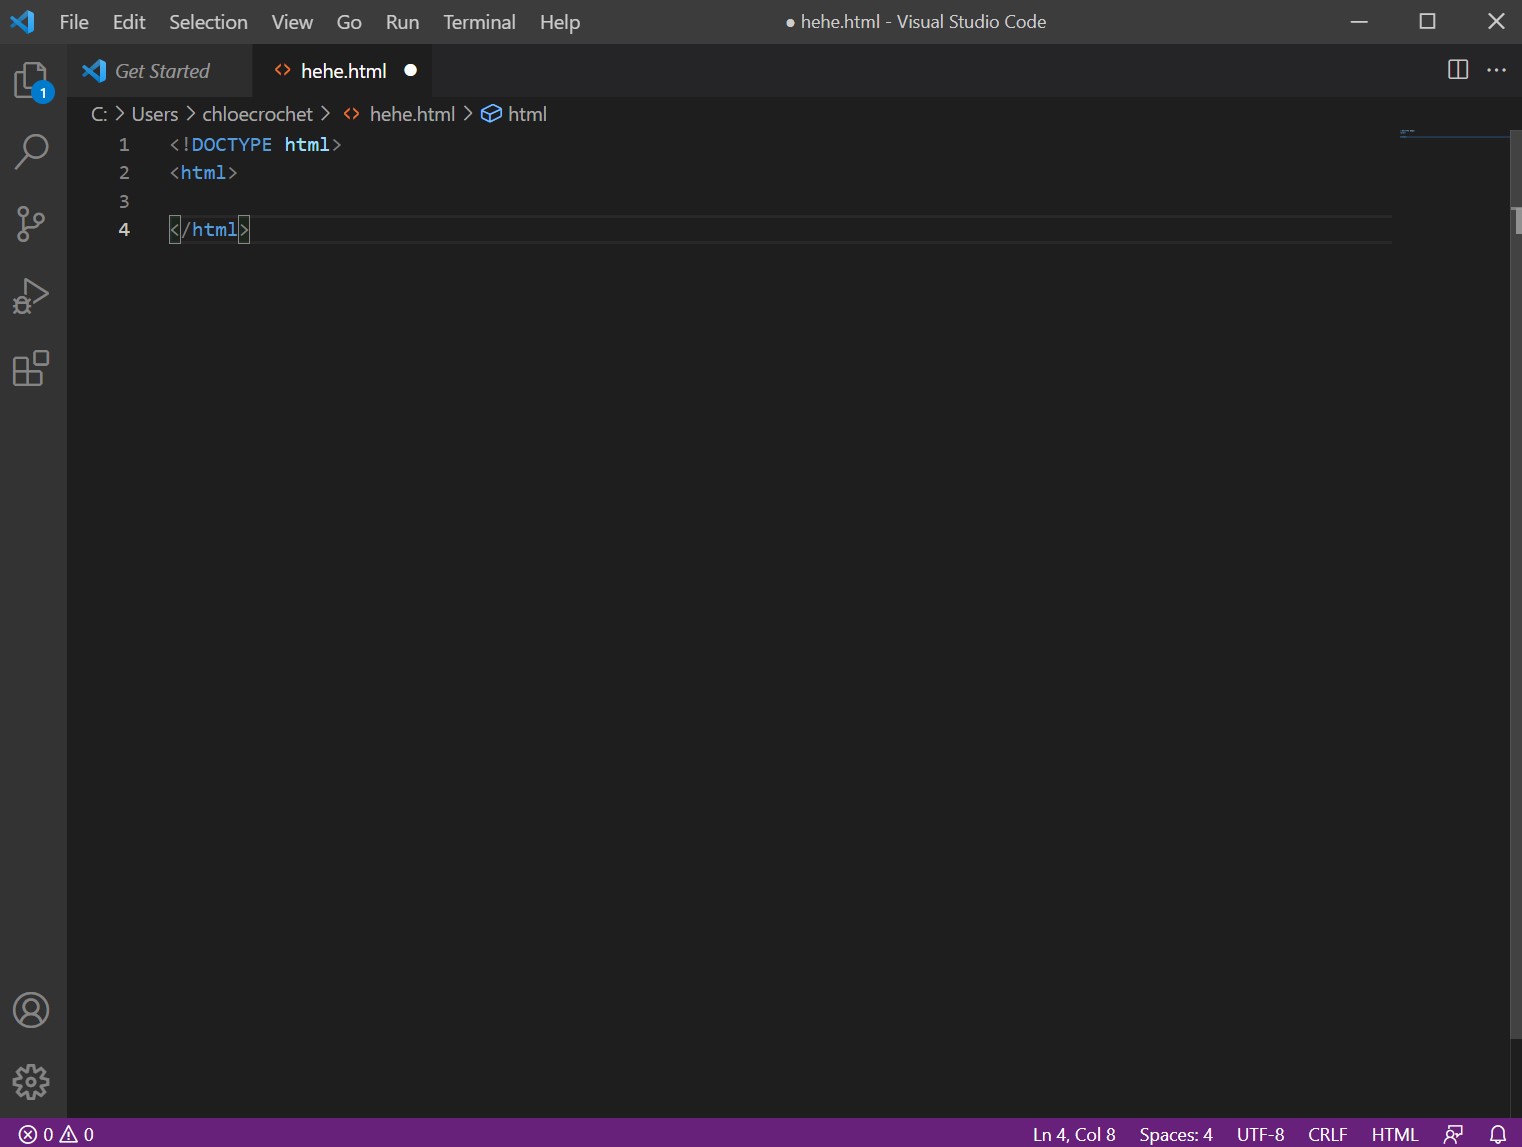 File Edit Selection View Go Run Terminal Help ● hehe.html - Visual Studio Code
Get Started hehe.html ●
1
C: > Users > chloecrochet > <> hehe.html > html
1 <!DOCTYPE html>
2 <html>
3
4 </html>
0 0 Ln 4, Col 8 Spaces: 4 UTF-8 CRLF HTML